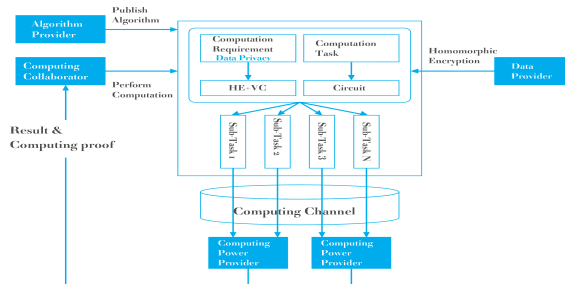 Algorithm
Provider
Publish
Algorithm
Computing
Collaborator
Perform
Computation
Computation
Requirement
Data Privacy
Computation
Task
HE+VC
Circuit
Homomorphic
Encryption
Data
Provider
Result &
Computing proof
Sub-Task 1
Sub-Task 2
Sub-Task 3
Sub-Task N
Computing Channel
Computing
Power
Provider
Computing
Power
Provider